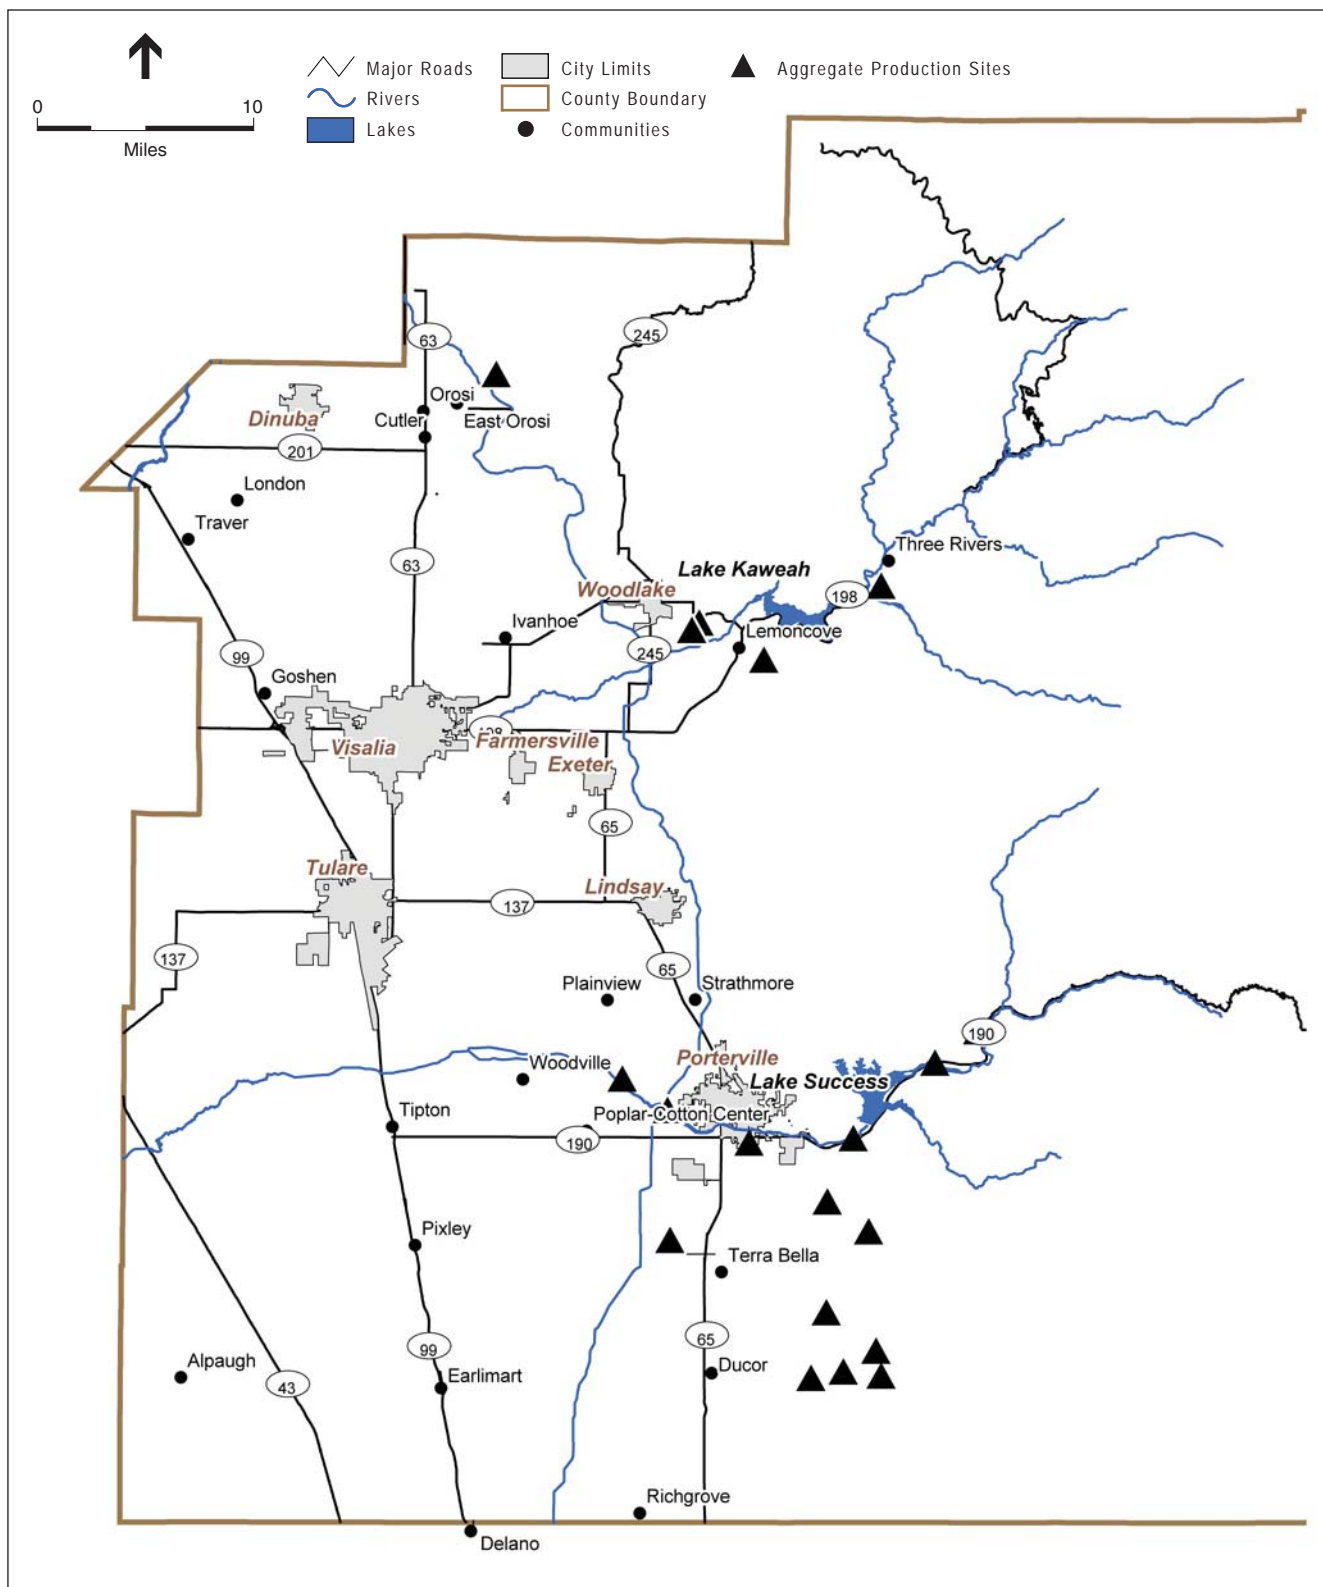 Major Roads
City Limits
Aggregate Production Sites
0
10
Rivers
County Boundary
Miles
Lakes
Communities
63
245
Orosi
Dinuba
Cutler
East Orosi
201
London
Traver
Three Rivers
63
Lake Kaweah
Woodlake
198
Ivanhoe
Lemoncove
99
245
Goshen
198
Visalia
Farmersville
Exeter
65
Tulare
Lindsay
137
137
65
Plainview
Strathmore
190
Woodville
Porterville
Lake Success
Tipton
Poplar-Cotton Center
190
Pixley
Terra Bella
65
99
Alpaugh
Ducor
43
Earlimart
Richgrove
Delano